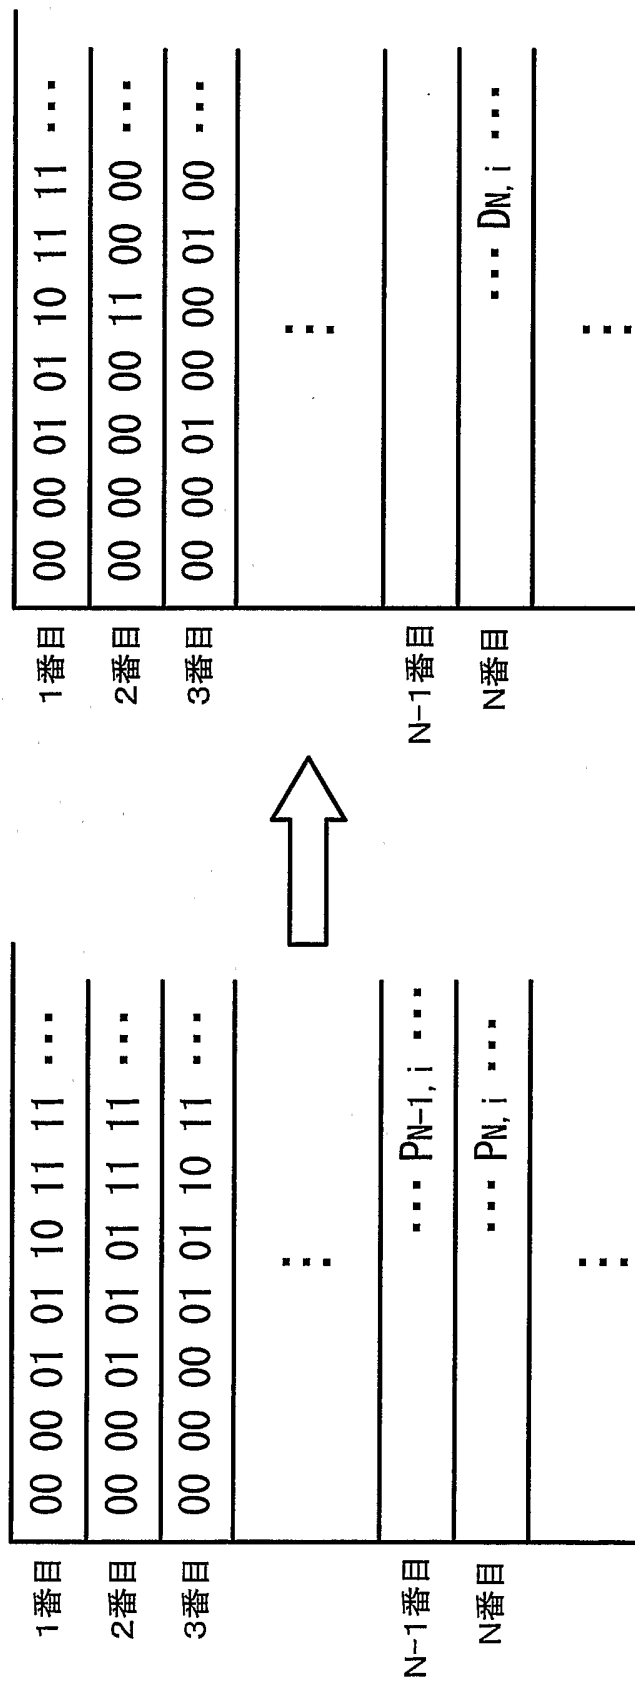 1番目 00 00 01 01 10 11 11 ...
2番目 00 00 01 01 01 11 11 ...
3番目 00 00 00 01 01 10 11 ...
...
N-1番目 ... PN-1, i ...
N番目 ... PN, i ...
...
1番目 00 00 01 01 10 11 11 ...
2番目 00 00 00 00 11 00 00 ...
3番目 00 00 01 00 00 01 00 ...
...
N-1番目
N番目 ... DN, i ...
...